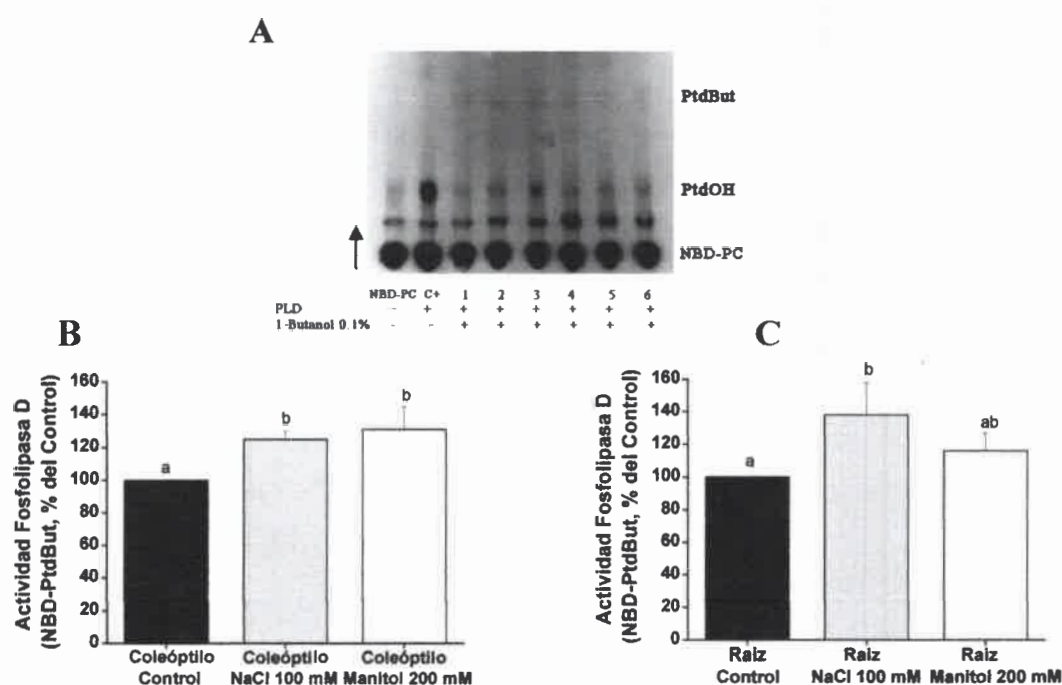 A
PtdBut
PtdOH
NBD-PC
NBD-PC C+ 1 2 3 4 5 6
PLD - + + + + + + +
1-Butanol 0.1% - - + + + + + +
B
Actividad Fosfolipasa D
(NBD-PtdBut, % del Control)
160
140
120
100
80
60
40
20
0
a
b
b
Coleóptilo Control
Coleóptilo NaCl 100 mM
Coleóptilo Manitol 200 mM
C
Actividad Fosfolipasa D
(NBD-PtdBut, % del Control)
160
140
120
100
80
60
40
20
0
a
b
ab
Raiz Control
Raiz NaCl 100 mM
Raiz Manitol 200 mM